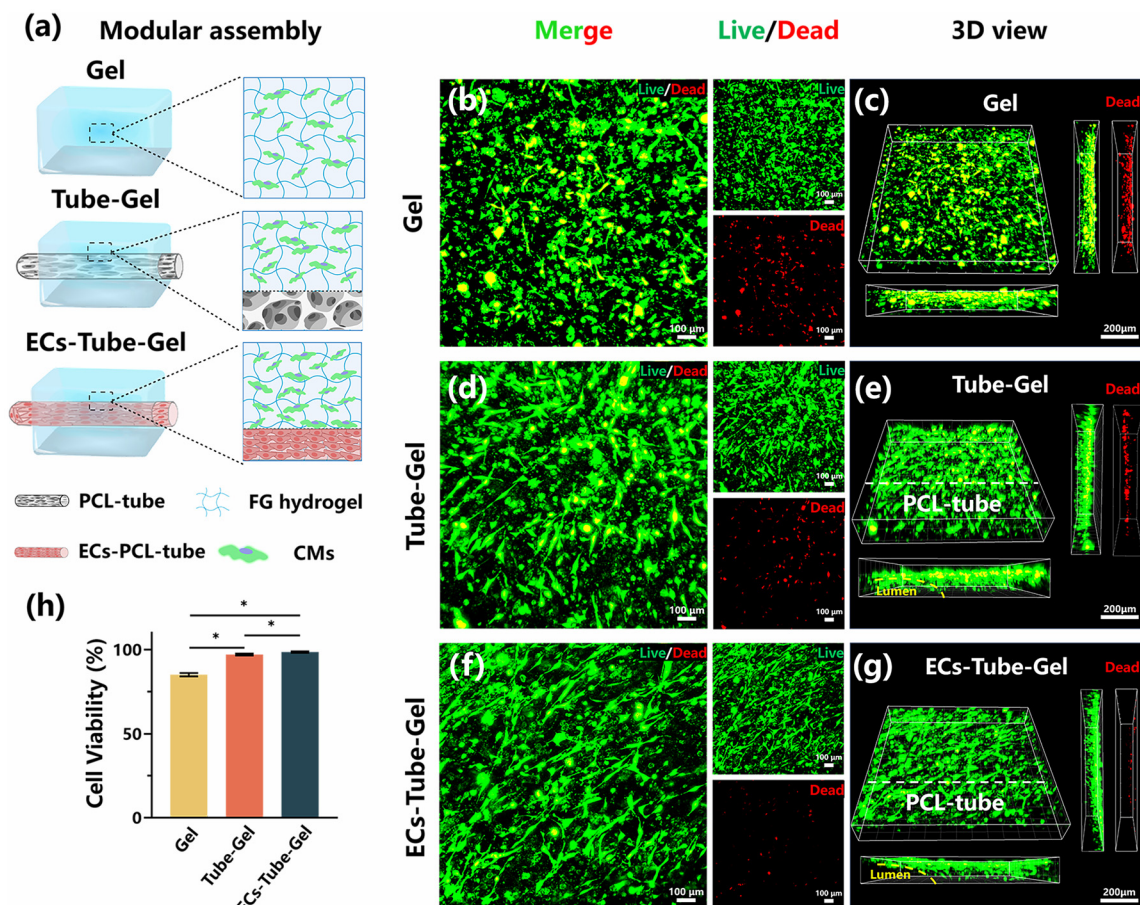 (a)
Modular assembly
Gel
Tube-Gel
ECs-Tube-Gel
PCL-tube
FG hydrogel
ECs-PCL-tube
CMs
Merge
Live/Dead
3D view
Gel
(b)
Live/Dead
100 μm
Live
100 μm
Dead
100 μm
(c)
Gel
Dead
200μm
Tube-Gel
(d)
Live/Dead
100 μm
Live
100 μm
Dead
100 μm
(e)
Tube-Gel
Dead
PCL-tube
Lumen
200μm
ECs-Tube-Gel
(f)
Live/Dead
100 μm
Live
100 μm
Dead
100 μm
(g)
ECs-Tube-Gel
Dead
PCL-tube
Lumen
200μm
(h)
Cell Viability (%)
100
50
0
*
*
*
Gel
Tube-Gel
ECs-Tube-Gel